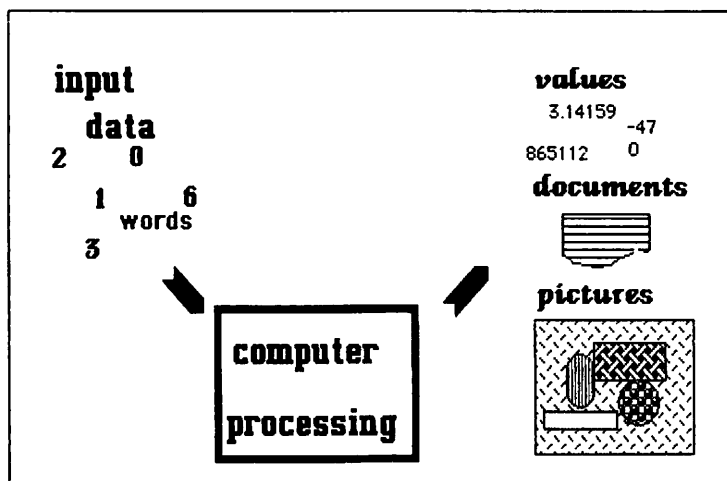 input
data
2 0
1 6
words
3
computer
processing
values
3.14159
-47
865112 0
documents
pictures